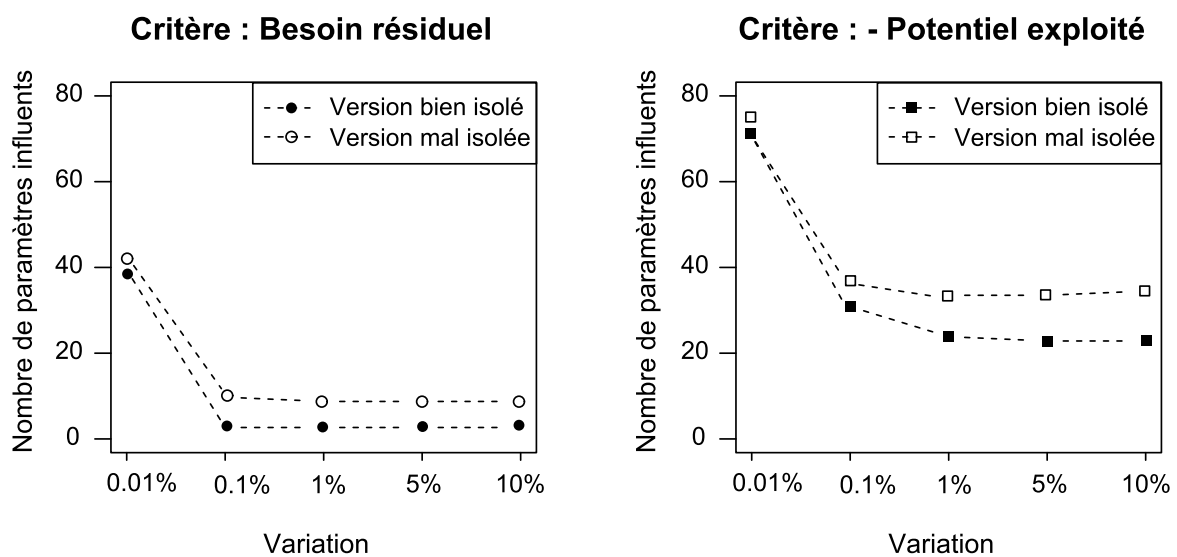 Critère : Besoin résiduel
Nombre de paramètres influents
80
60
40
20
0
Version bien isolé
Version mal isolée
0.01% 0.1% 1% 5% 10%
Variation
Critère : - Potentiel exploité
Nombre de paramètres influents
80
60
40
20
0
Version bien isolé
Version mal isolée
0.01% 0.1% 1% 5% 10%
Variation